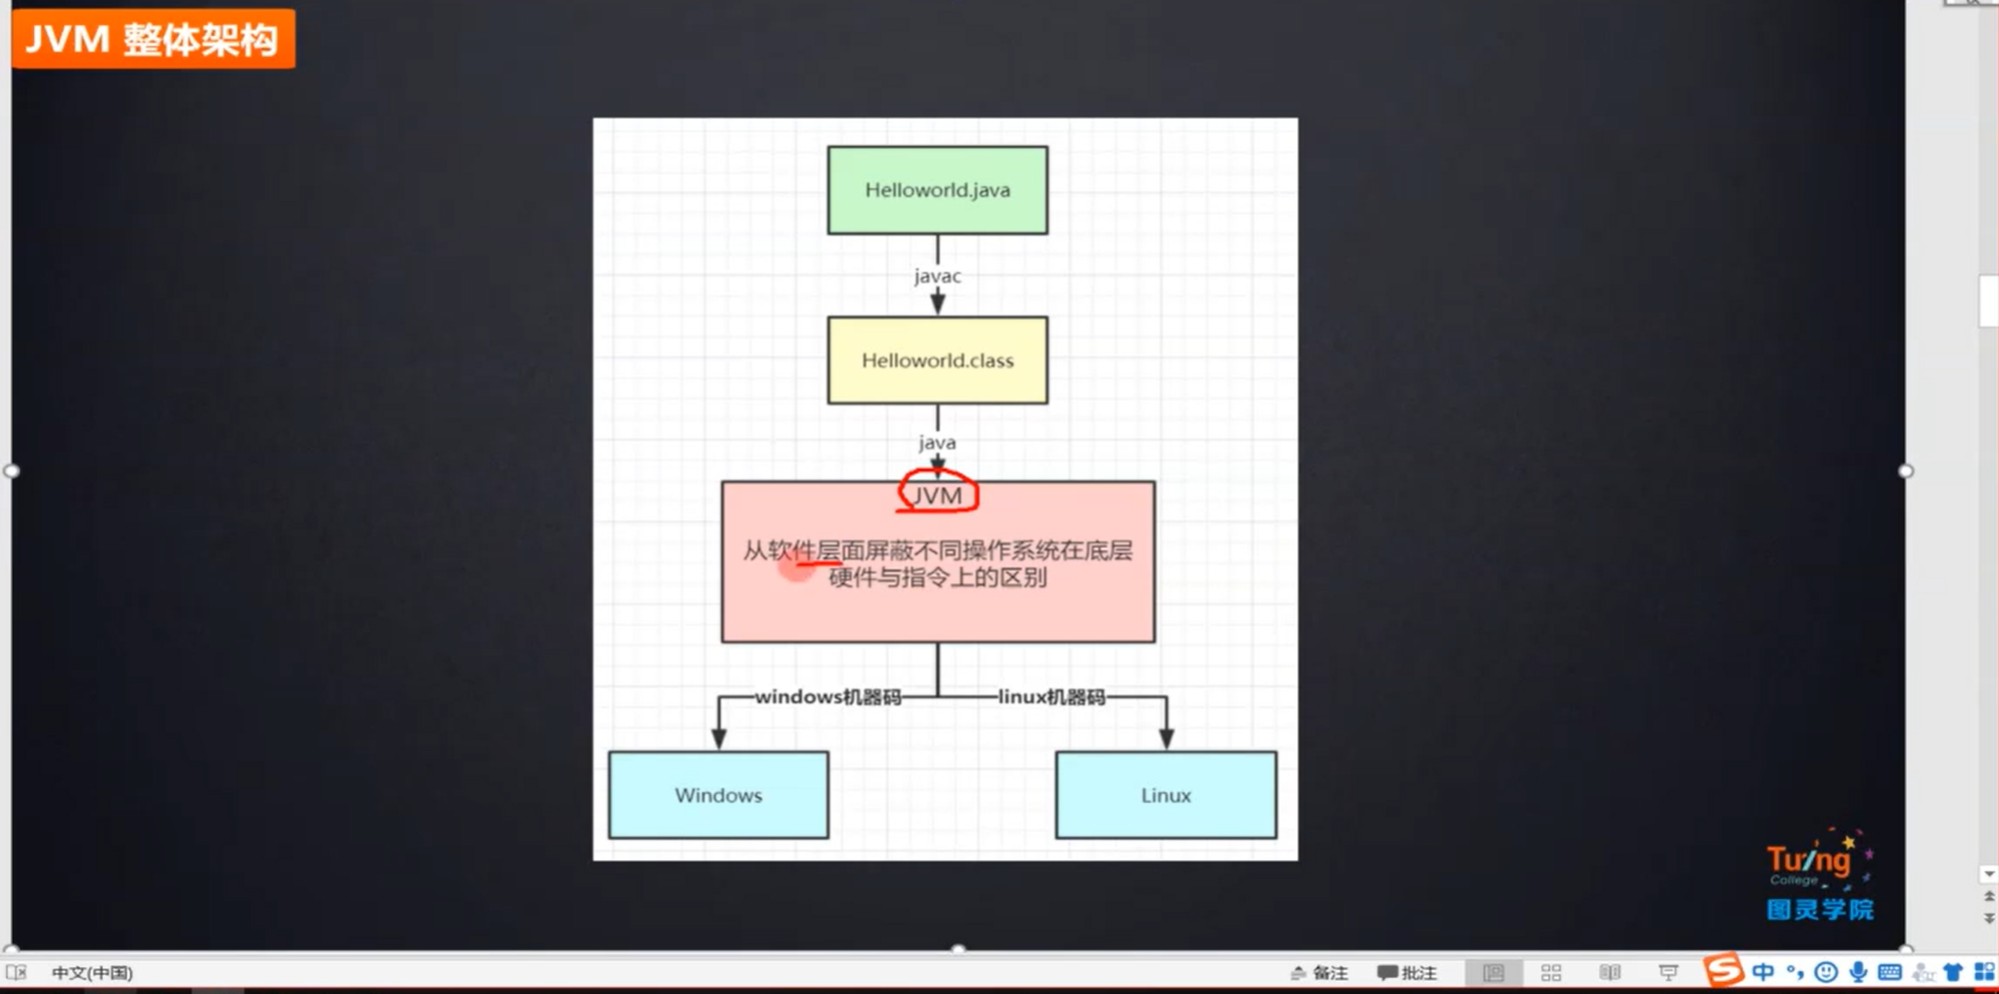 JVM 整体架构
Helloworld.java
javac
Helloworld.class
java
JVM
从软件层面屏蔽不同操作系统在底层
硬件与指令上的区别
windows机器码
linux机器码
Windows
Linux
Turing
College
图灵学院
中文(中国)
备注
批注
中